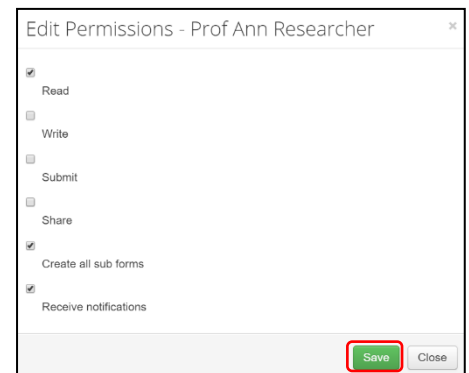 Edit Permissions - Prof Ann Researcher ×
Read
Write
Submit
Share
Create all sub forms
Receive notifications
Save Close